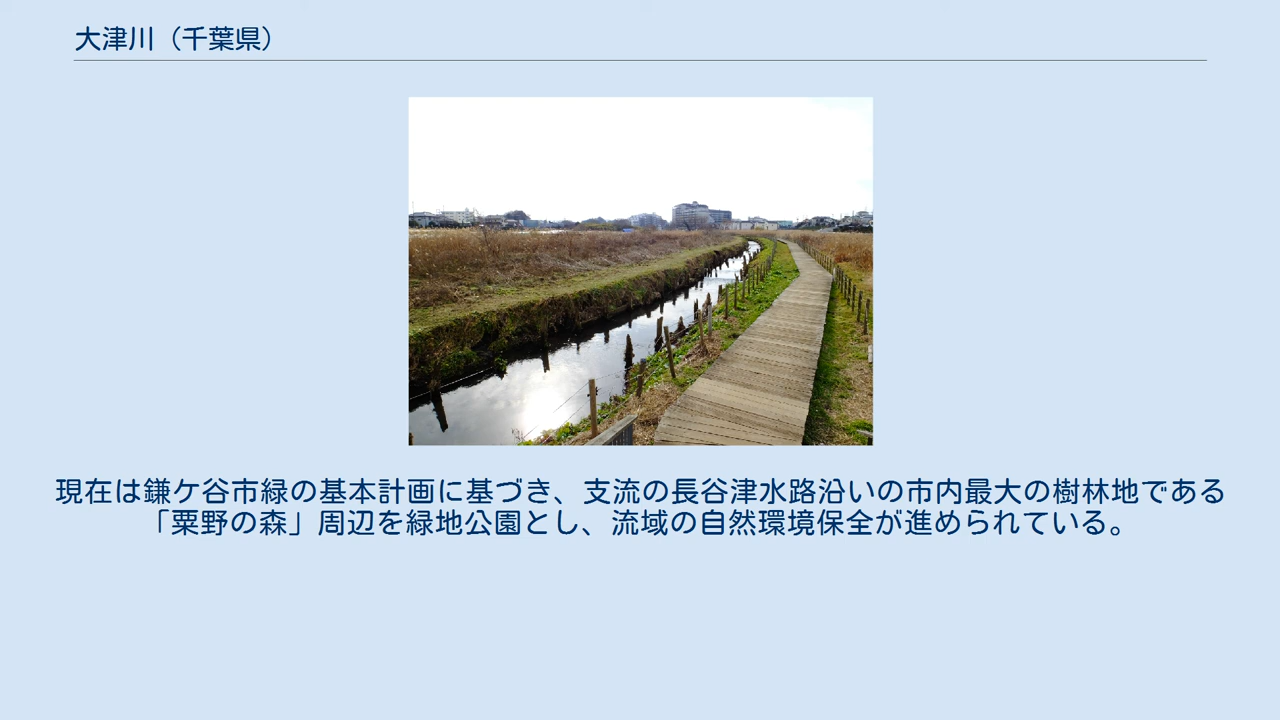 大津川（千葉県）
現在は鎌ケ谷市緑の基本計画に基づき、支流の長谷津水路沿いの市内最大の樹林地である
「粟野の森」周辺を緑地公園とし、流域の自然環境保全が進められている。